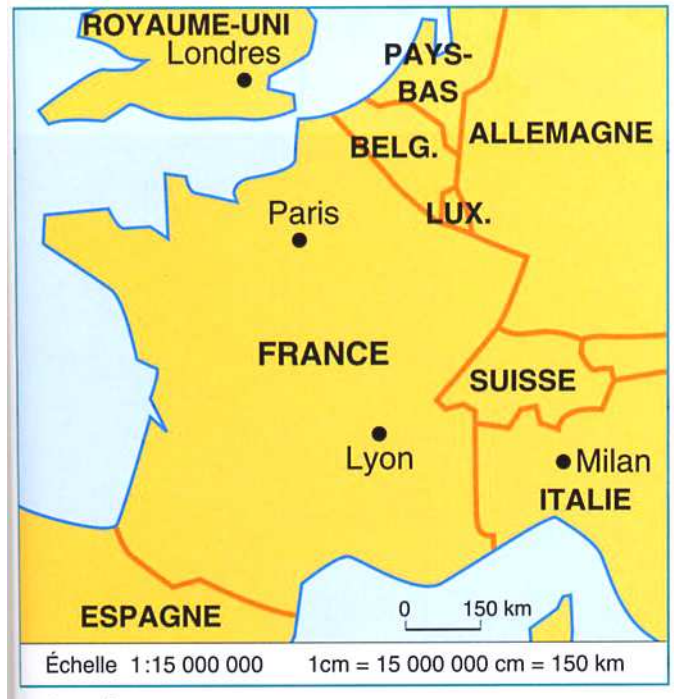 ROYAUME-UNI
Londres
PAYS-
BAS
ALLEMAGNE
BELG.
LUX.
Paris
FRANCE
SUISSE
Lyon
Milan
ITALIE
ESPAGNE
0 150 km
Échelle 1:15 000 000 1cm = 15 000 000 cm = 150 km